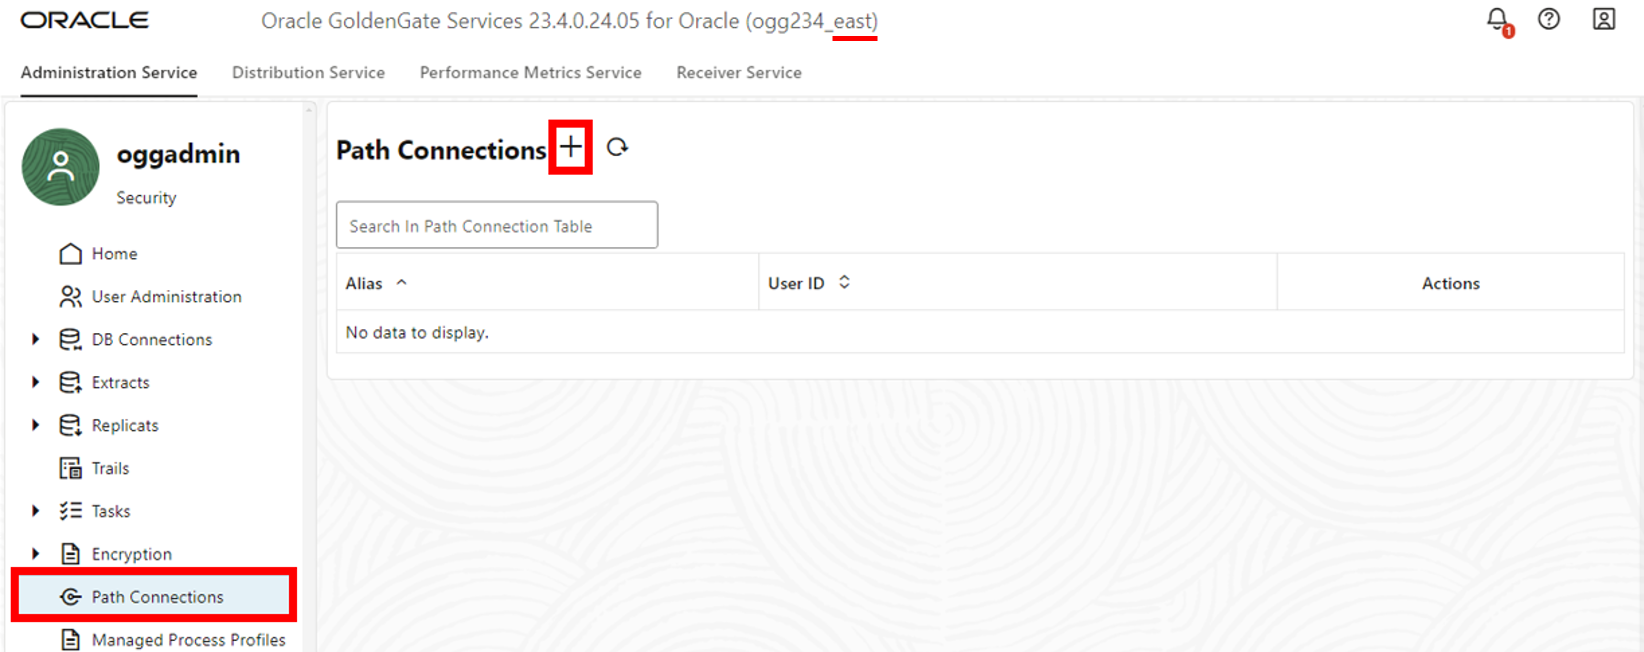 ORACLE
Oracle GoldenGate Services 23.4.0.24.05 for Oracle (ogg234_east)
1
Administration Service
Distribution Service
Performance Metrics Service
Receiver Service
oggadmin
Security
Home
User Administration
DB Connections
Extracts
Replicats
Trails
Tasks
Encryption
Path Connections
Managed Process Profiles
Path Connections
Search In Path Connection Table
Alias
User ID
Actions
No data to display.